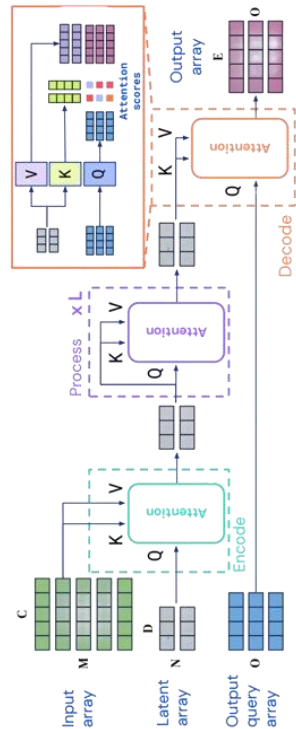 Input
array
C
M
Latent
array
D
N
Output
query
array
O
Encode
Q
K
V
Attention
Process
x L
Q
K
V
Attention
Decode
Q
K
V
Attention
V
K
Q
Attention
scores
Output
array
E
O